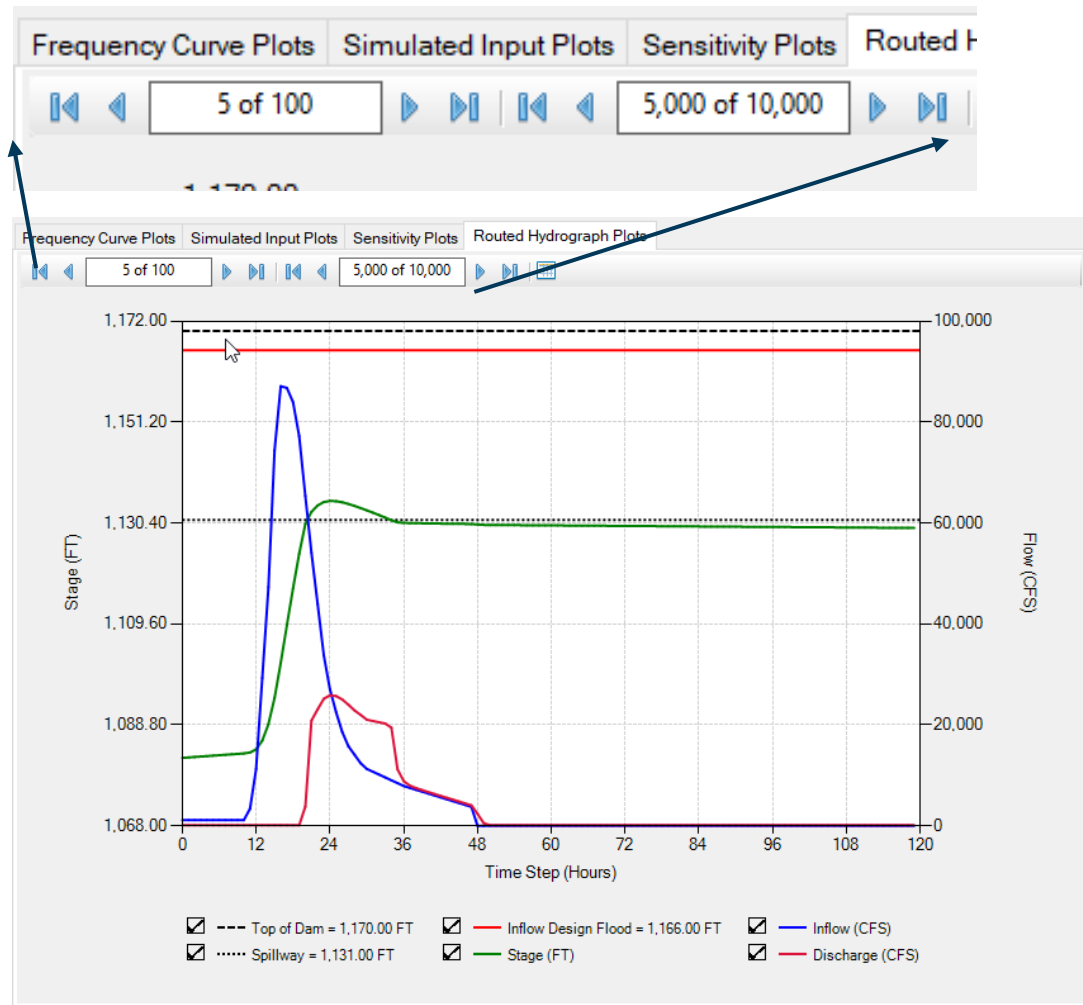 Frequency Curve Plots Simulated Input Plots Sensitivity Plots Routed H
5 of 100 5,000 of 10,000
Frequency Curve Plots Simulated Input Plots Sensitivity Plots Routed Hydrograph Plots
5 of 100 5,000 of 10,000
1,172.00 100,000
1,151.20 80,000
1,130.40 60,000
Stage (FT)
Flow (CFS)
1,109.60 40,000
1,088.80 20,000
1,068.00 0
0 12 24 36 48 60 72 84 96 108 120
Time Step (Hours)
Top of Dam = 1,170.00 FT Inflow Design Flood = 1,166.00 FT Inflow (CFS)
Spillway = 1,131.00 FT Stage (FT) Discharge (CFS)